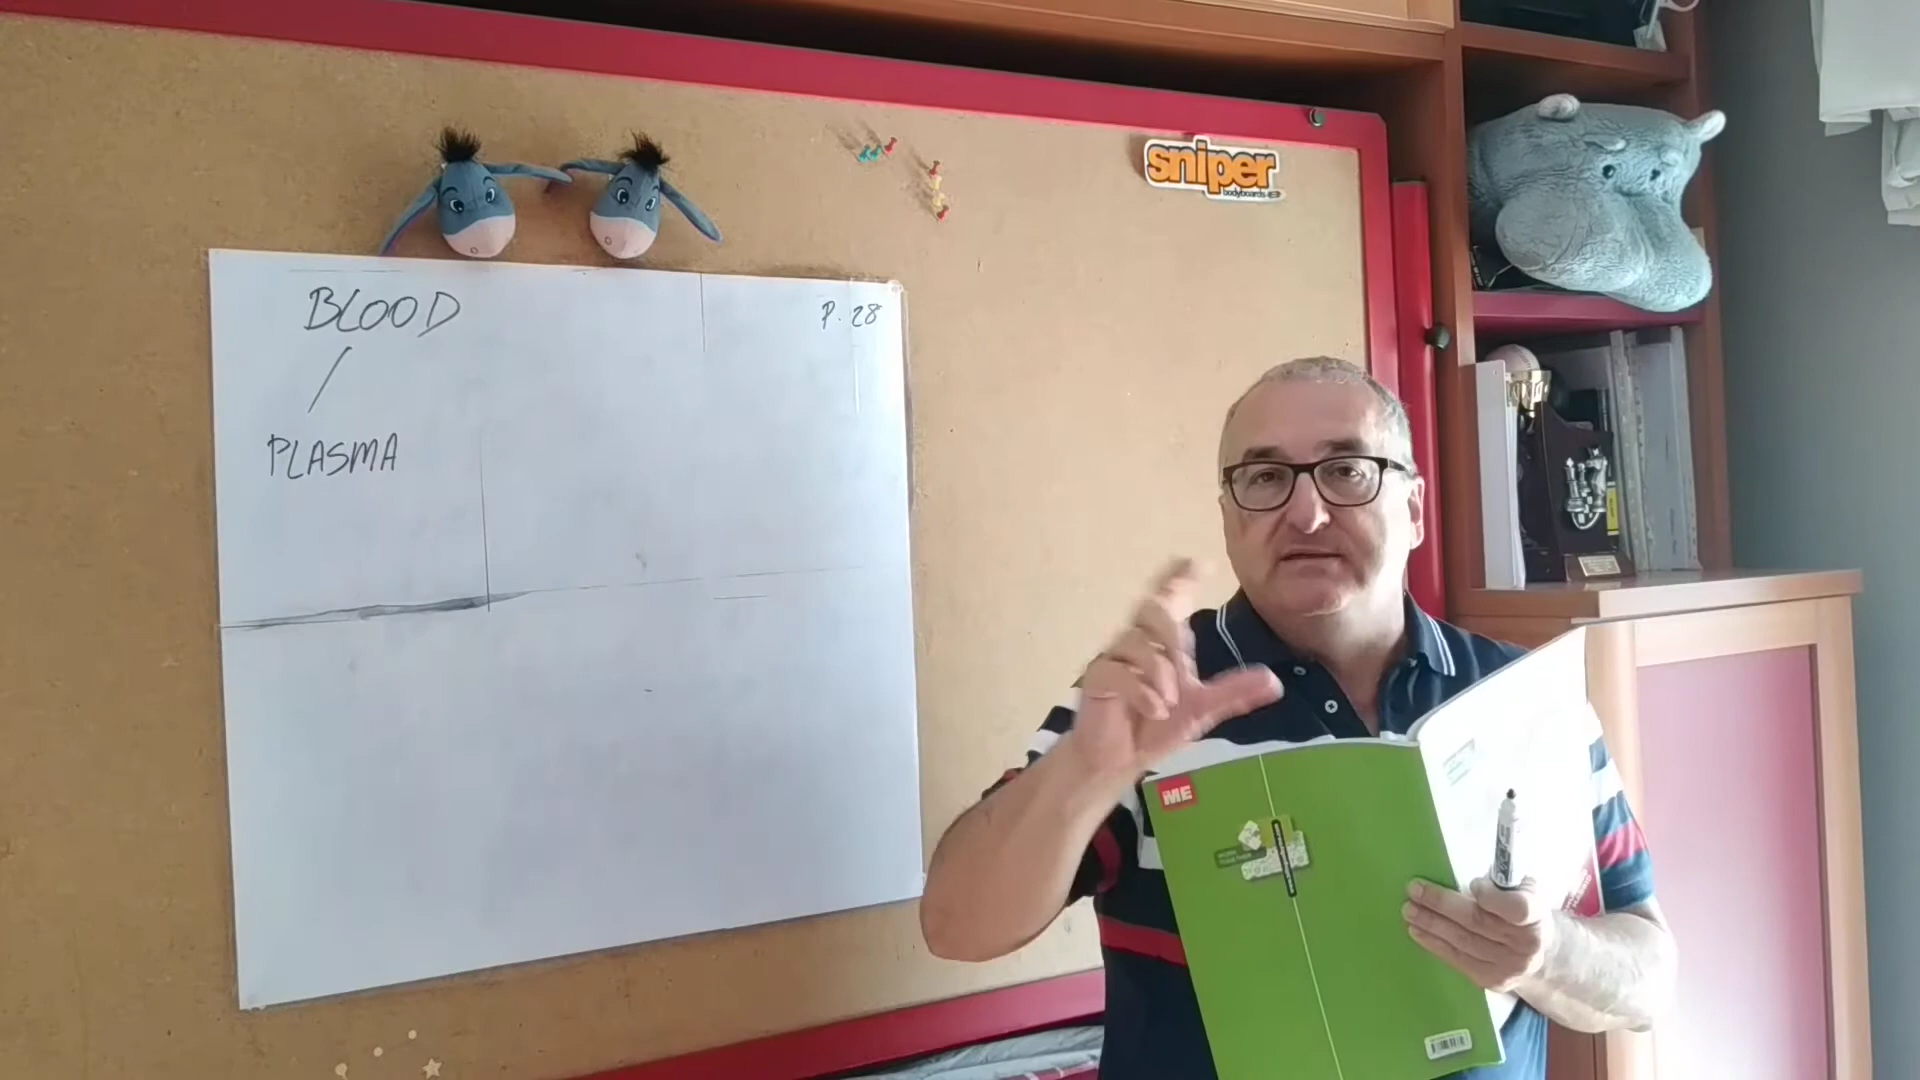 BLOOD
P. 28
PLASMA
sniper
bodyboards
ME